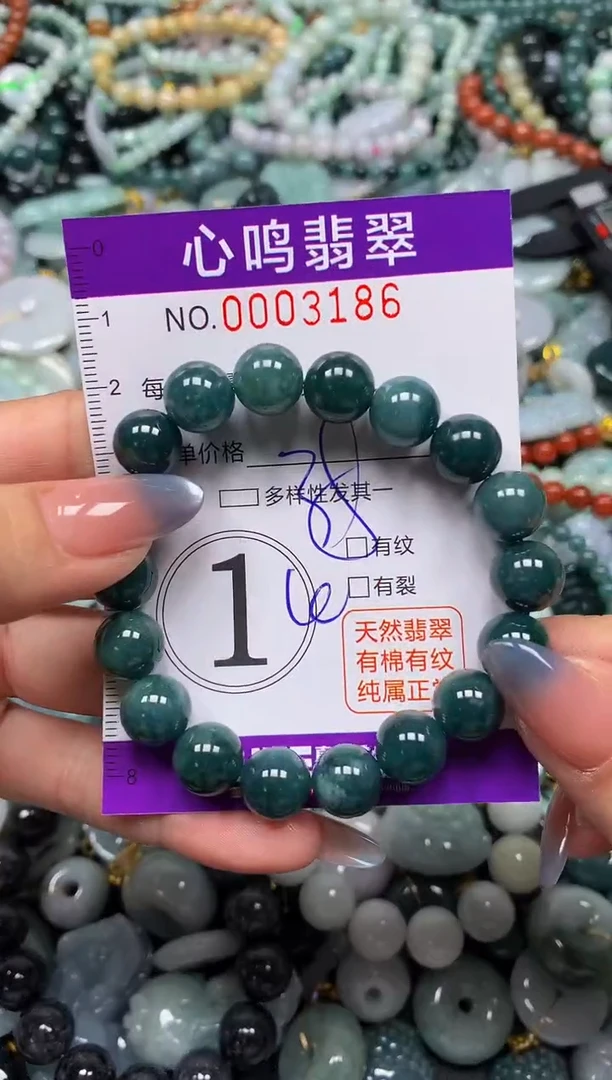 心鸣翡翠
NO.0003186
0
1
2
每
单价格
多样性发其一
有纹
1
有裂
天然翡翠
有棉有纹
纯属正
8